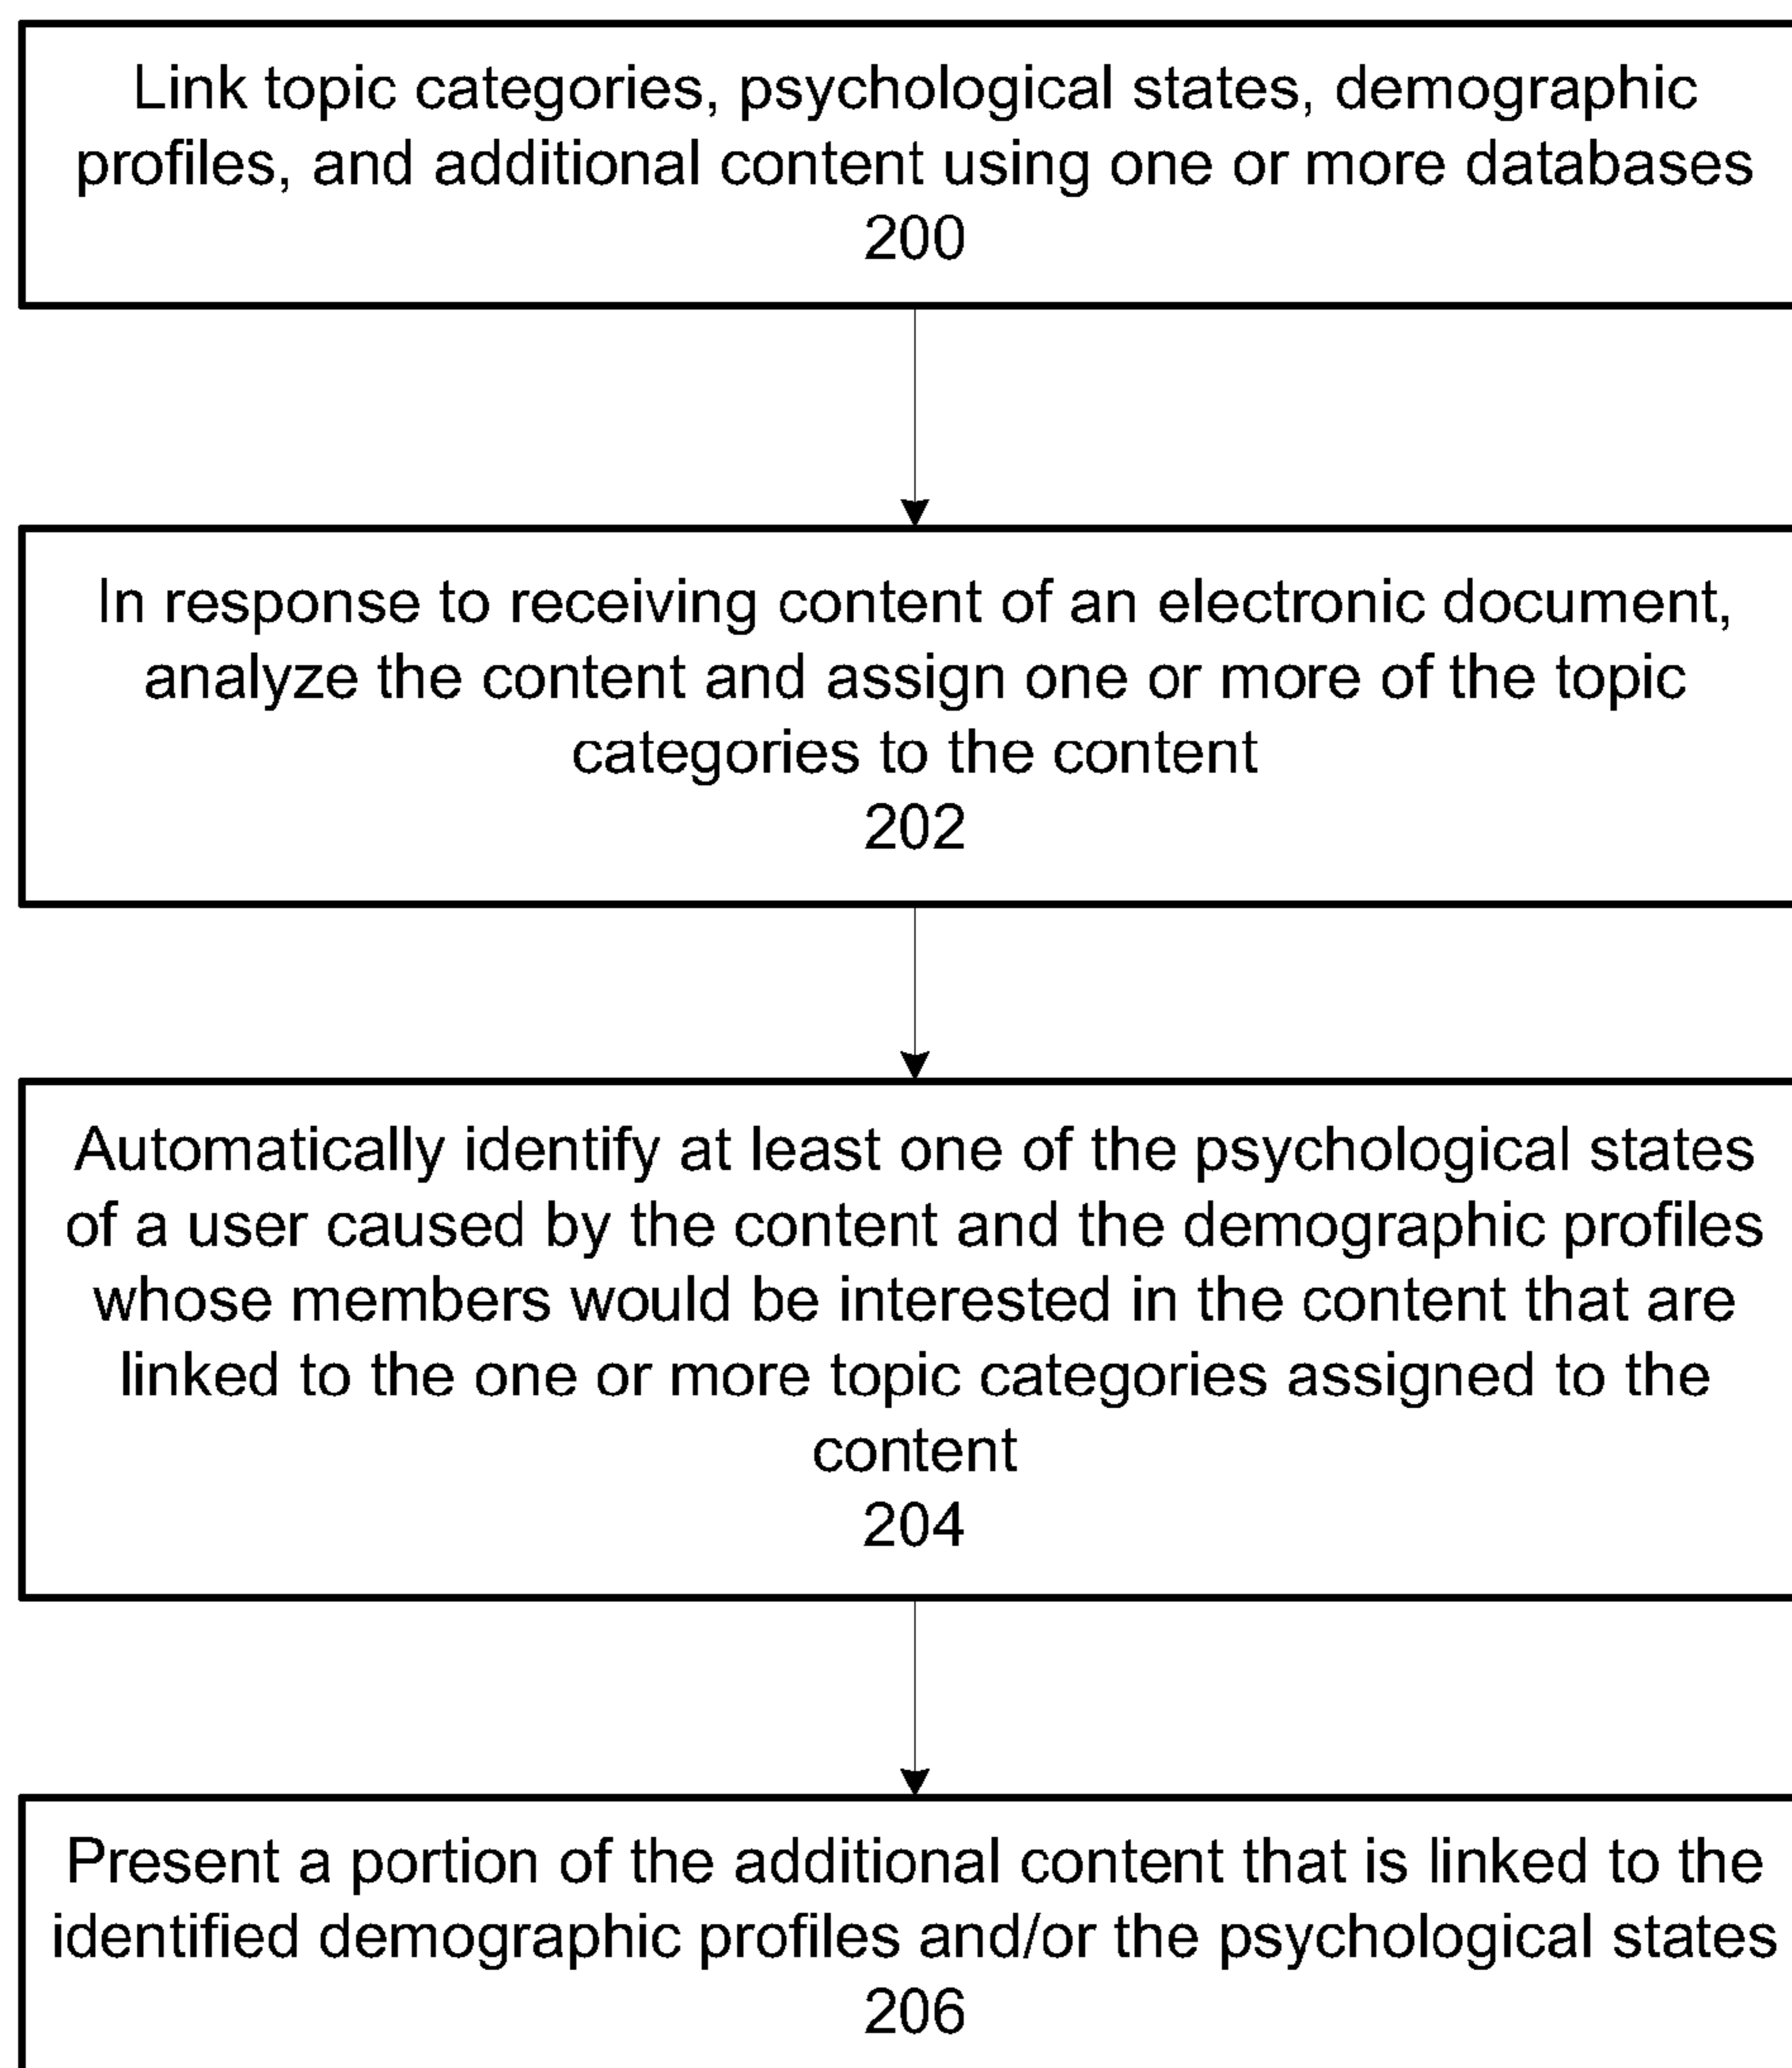 Link topic categories, psychological states, demographic
profiles, and additional content using one or more databases
200
In response to receiving content of an electronic document,
analyze the content and assign one or more of the topic
categories to the content
202
Automatically identify at least one of the psychological states
of a user caused by the content and the demographic profiles
whose members would be interested in the content that are
linked to the one or more topic categories assigned to the
content
204
Present a portion of the additional content that is linked to the
identified demographic profiles and/or the psychological states
206